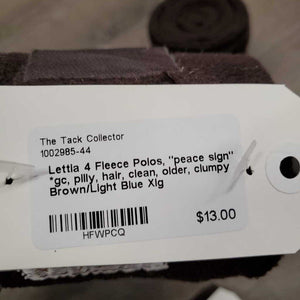 The Tack Collector
1002985-44
Lettia 4 Fleece Polos, "peace sign"
*gc, pilly, hair, clean, older, clumpy
Brown/Light Blue Xlg
$13.00
HFWPCQ